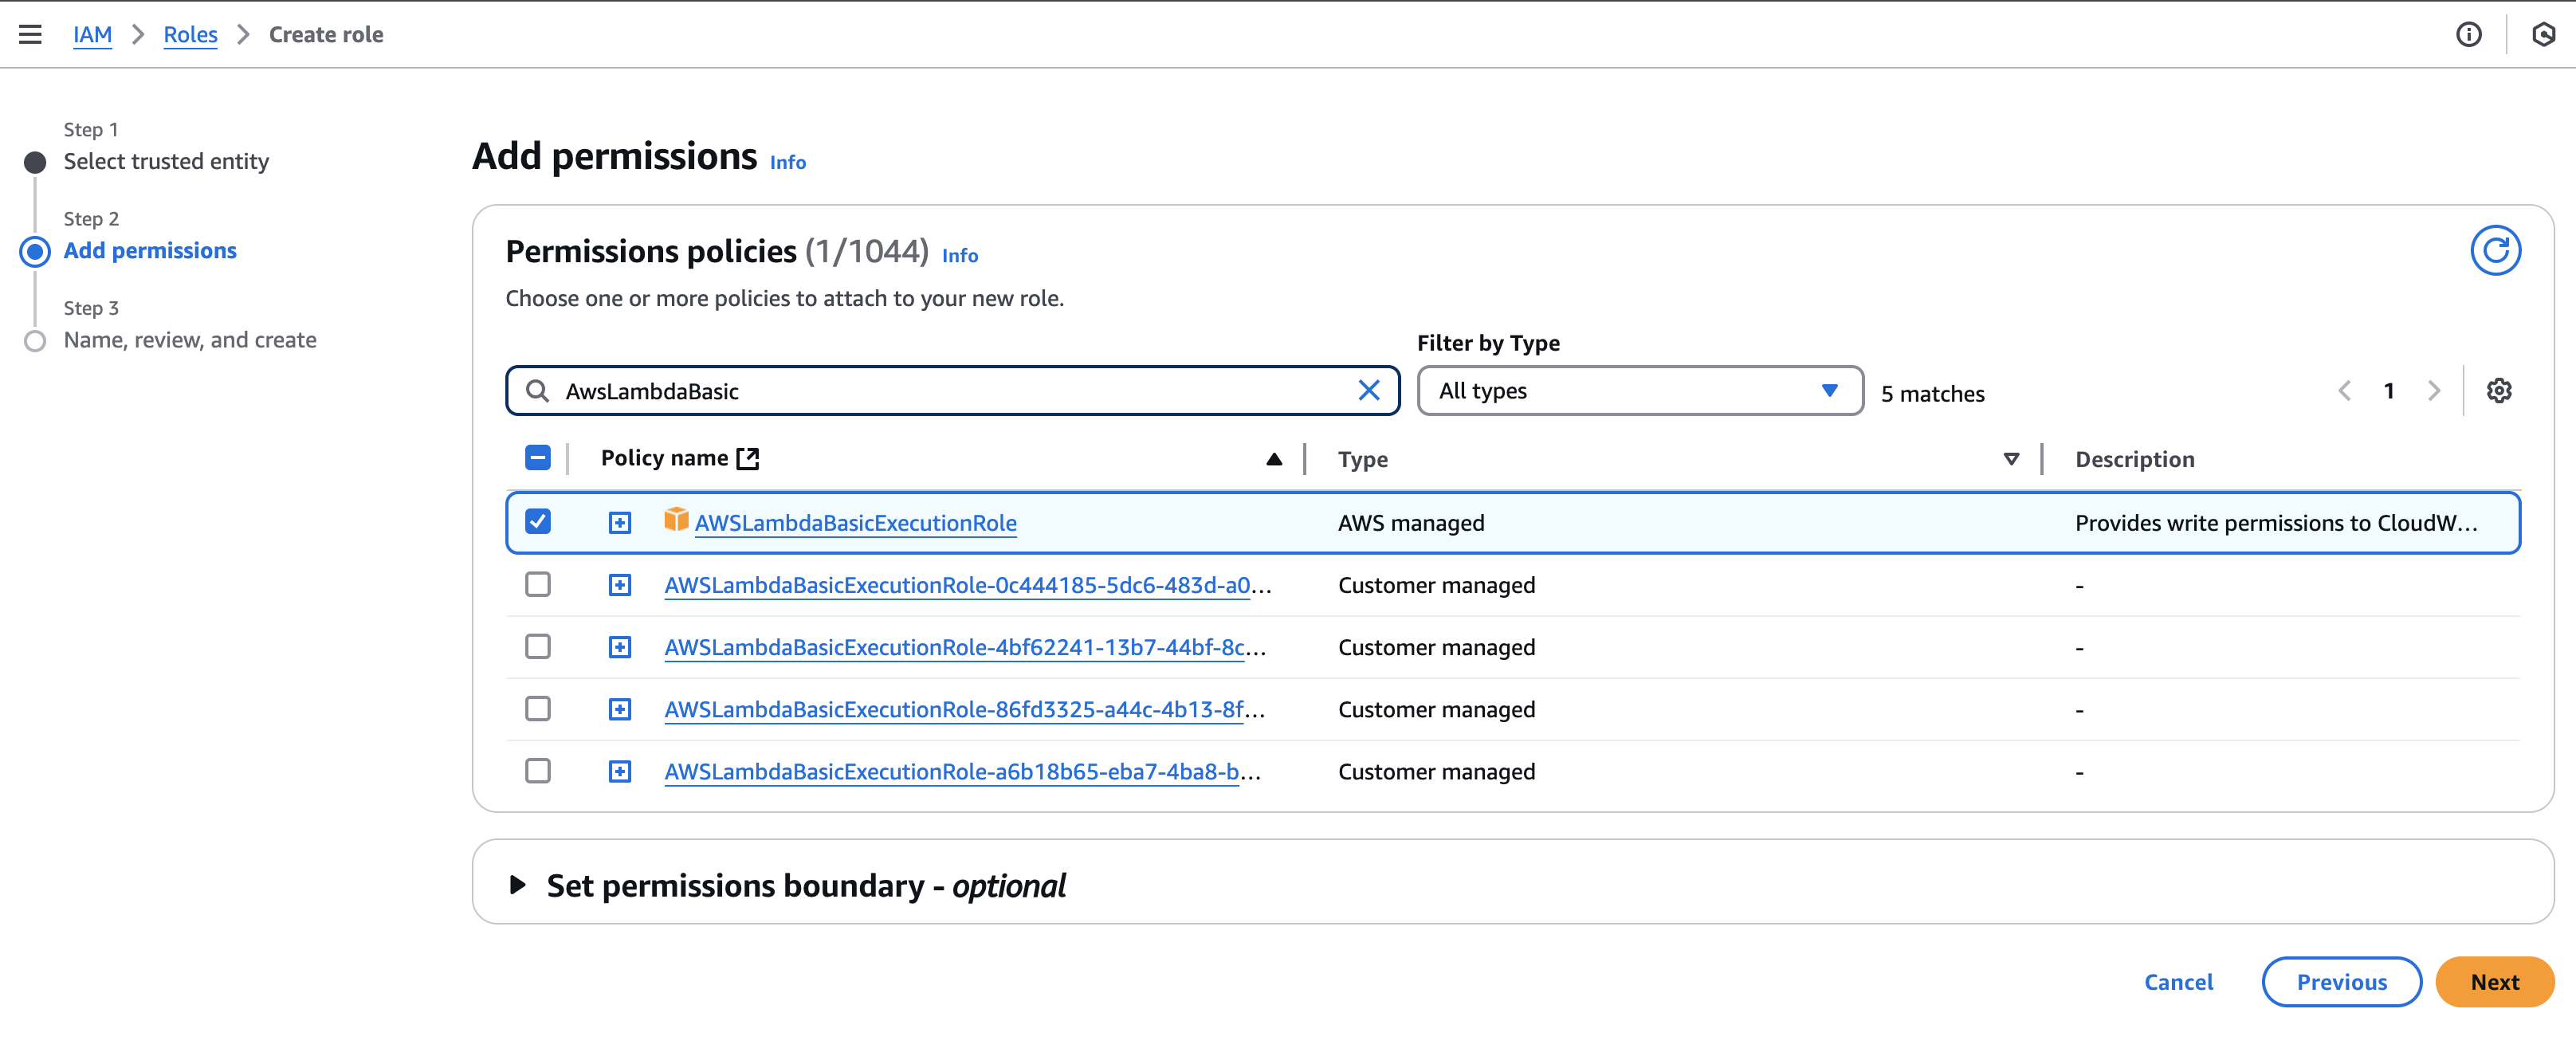 IAM > Roles > Create role
Step 1
Select trusted entity
Step 2
Add permissions
Step 3
Name, review, and create
Add permissions Info
Permissions policies (1/1044) Info
Choose one or more policies to attach to your new role.
Filter by Type
AwsLambdaBasic
All types
5 matches
1
Policy name Type Description
AWSLambdaBasicExecutionRole AWS managed Provides write permissions to CloudW...
AWSLambdaBasicExecutionRole-0c444185-5dc6-483d-a0... Customer managed -
AWSLambdaBasicExecutionRole-4bf62241-13b7-44bf-8c... Customer managed -
AWSLambdaBasicExecutionRole-86fd3325-a44c-4b13-8f... Customer managed -
AWSLambdaBasicExecutionRole-a6b18b65-eba7-4ba8-b... Customer managed -
Set permissions boundary - optional
Cancel Previous Next